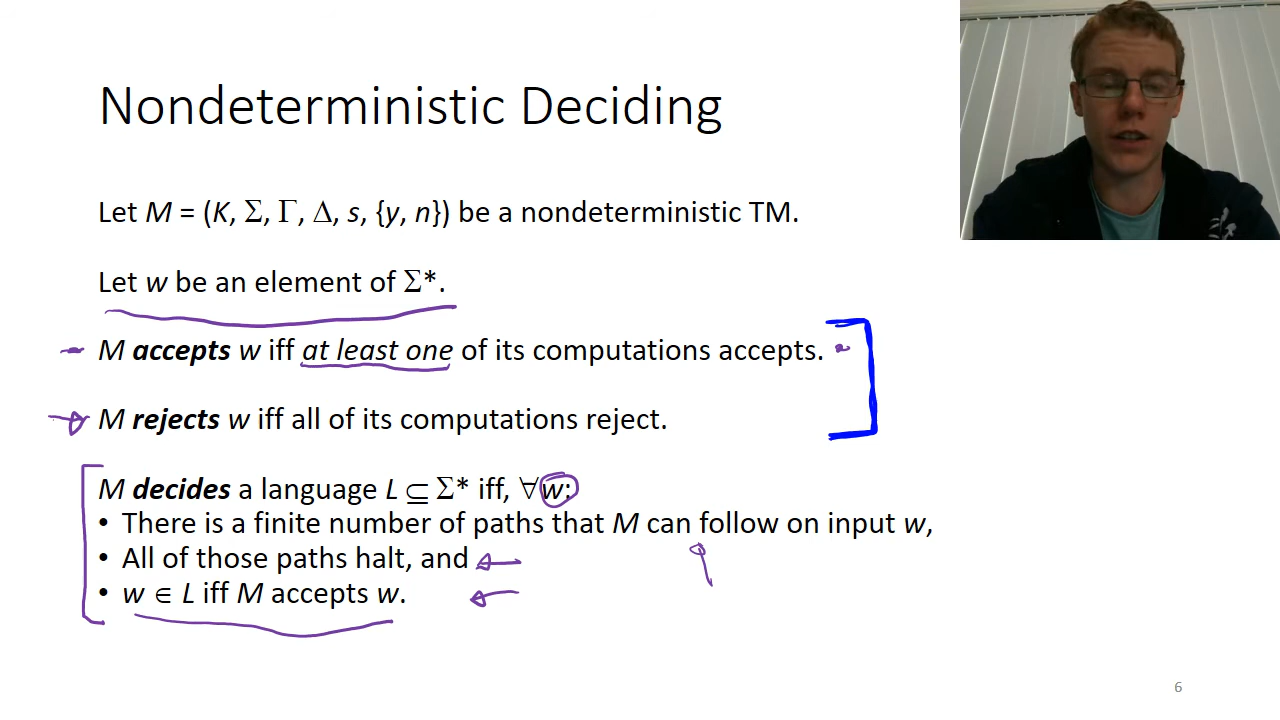 Nondeterministic Deciding
Let M = (K, Σ, Γ, Δ, s, {y, n}) be a nondeterministic TM.
Let w be an element of Σ*.
M accepts w iff at least one of its computations accepts.
M rejects w iff all of its computations reject.
M decides a language L ⊆ Σ* iff, ∀w:
• There is a finite number of paths that M can follow on input w,
• All of those paths halt, and
• w ∈ L iff M accepts w.
6